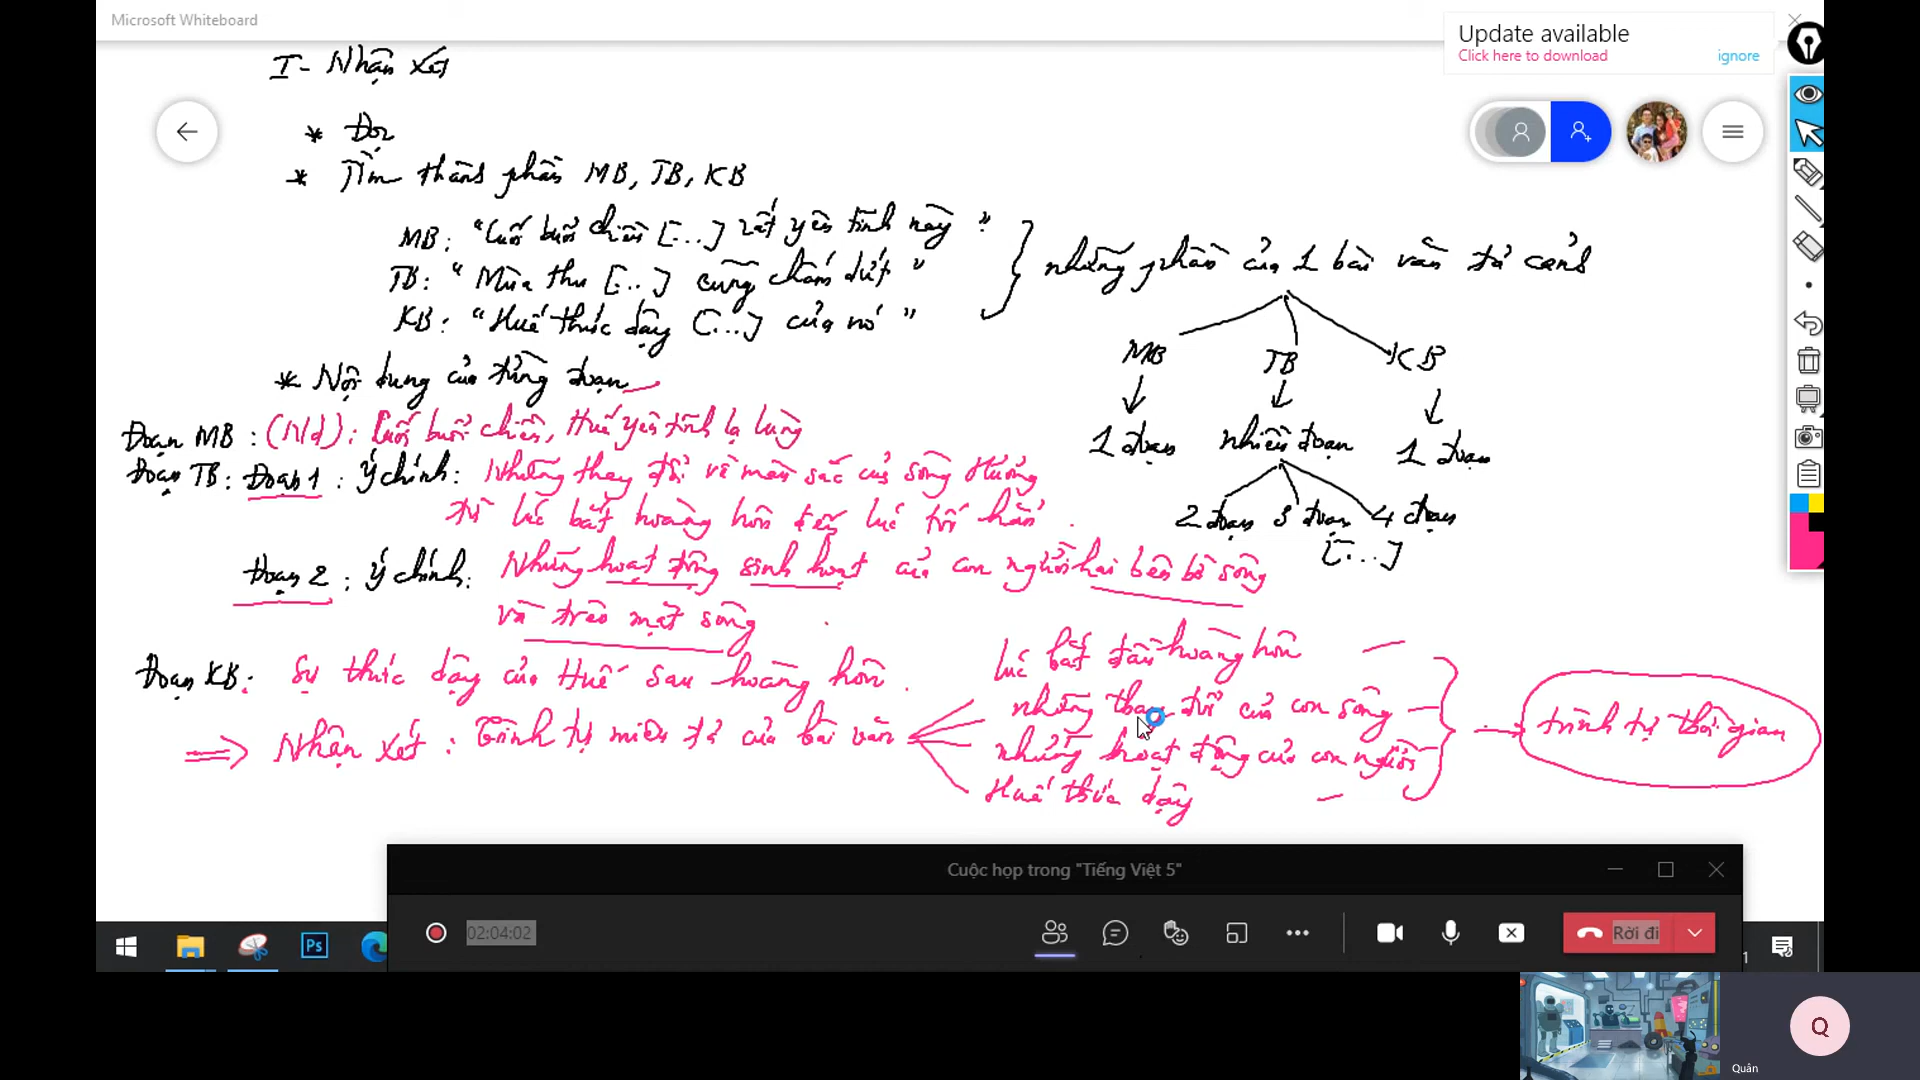 Microsoft Whiteboard
Update available
Click here to download
ignore
I- Nhận xét
* Đọc
* Tìm thành phần MB, TB, KB
MB: "Cuối buổi chiều [...] rất yên tĩnh này"
TB: "Mùa thu [...] cũng chấm dứt"
KB: "Huế thức dậy [...] của nó"
những phần của 1 bài văn tả cảnh
MB TB KB
1 đoạn nhiều đoạn 1 đoạn
2 đoạn 3 đoạn 4 đoạn
[...]
* Nội dung của từng đoạn
Đoạn MB: (N/d): Cuối buổi chiều, Huế yên tĩnh lạ lùng
Đoạn TB: Đoạn 1: Ý chính: Những thay đổi về màu sắc của sông Hương
từ lúc bắt hoàng hôn đến lúc tối hẳn.
Đoạn 2: Ý chính: Những hoạt động sinh hoạt của con người hai bên bờ sông
và trên mặt sông.
Đoạn KB: Sự thức dậy của Huế sau hoàng hôn.
=> Nhận xét: Trình tự miêu tả của bài văn
lúc bắt đầu hoàng hôn
những thay đổi của con sông
những hoạt động của con người
Huế thức dậy
trình tự thời gian
Cuộc họp trong "Tiếng Việt 5"
02:04:02
Rời đi
Ps
1
Q
Quân